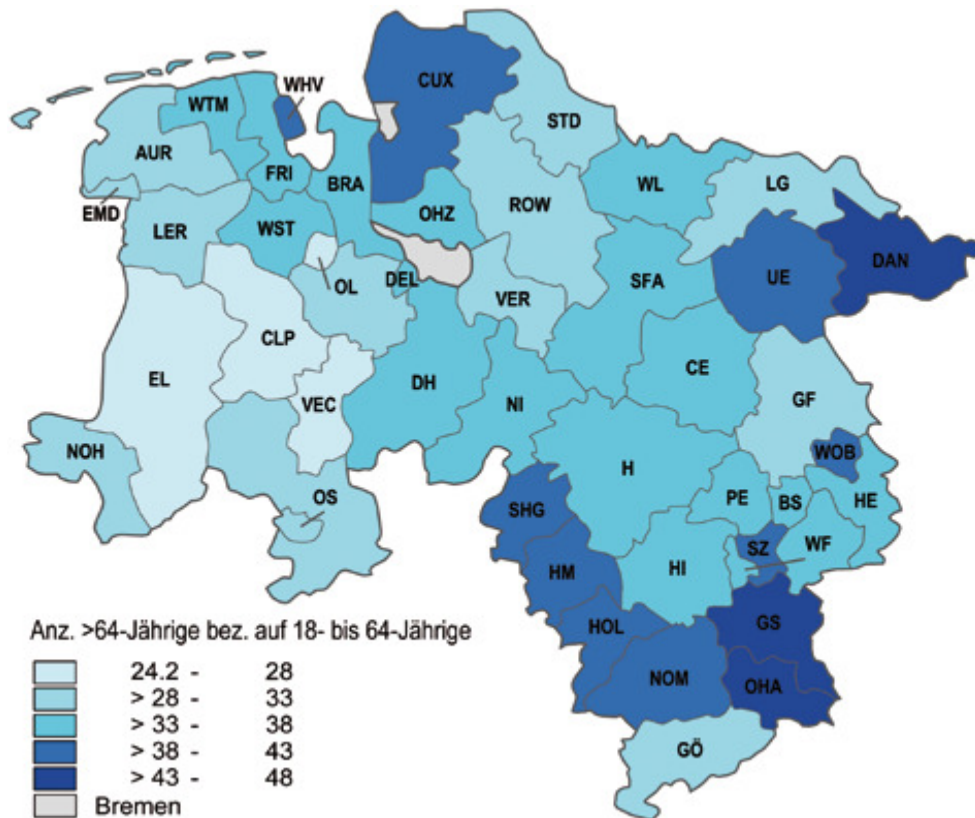 CUX
WHV
WTM
STD
AUR
FRI
BRA
WL
LG
EMD
OHZ
ROW
LER
WST
DAN
UE
OL
DEL
VER
SFA
CLP
CE
EL
DH
VEC
NI
GF
NOH
WOB
H
OS
PE
BS
HE
SHG
SZ
WF
HM
HI
Anz. >64-Jährige bez. auf 18- bis 64-Jährige
HOL
GS
24.2 - 28
NOM
OHA
> 28 - 33
> 33 - 38
> 38 - 43
GÖ
> 43 - 48
Bremen